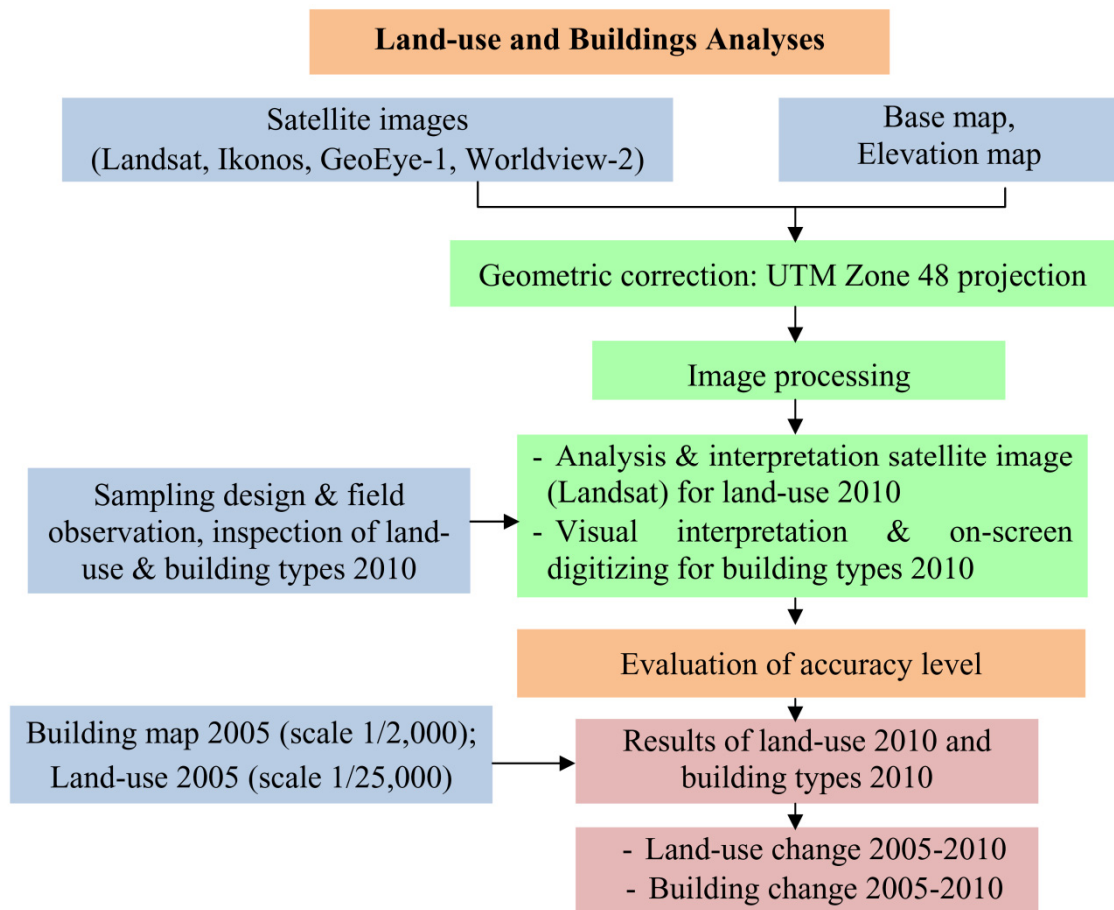 Land-use and Buildings Analyses
Satellite images
(Landsat, Ikonos, GeoEye-1, Worldview-2)
Base map,
Elevation map
Geometric correction: UTM Zone 48 projection
Image processing
- Analysis & interpretation satellite image
(Landsat) for land-use 2010
- Visual interpretation & on-screen
digitizing for building types 2010
Sampling design & field
observation, inspection of land-
use & building types 2010
Evaluation of accuracy level
Building map 2005 (scale 1/2,000);
Land-use 2005 (scale 1/25,000)
Results of land-use 2010 and
building types 2010
- Land-use change 2005-2010
- Building change 2005-2010